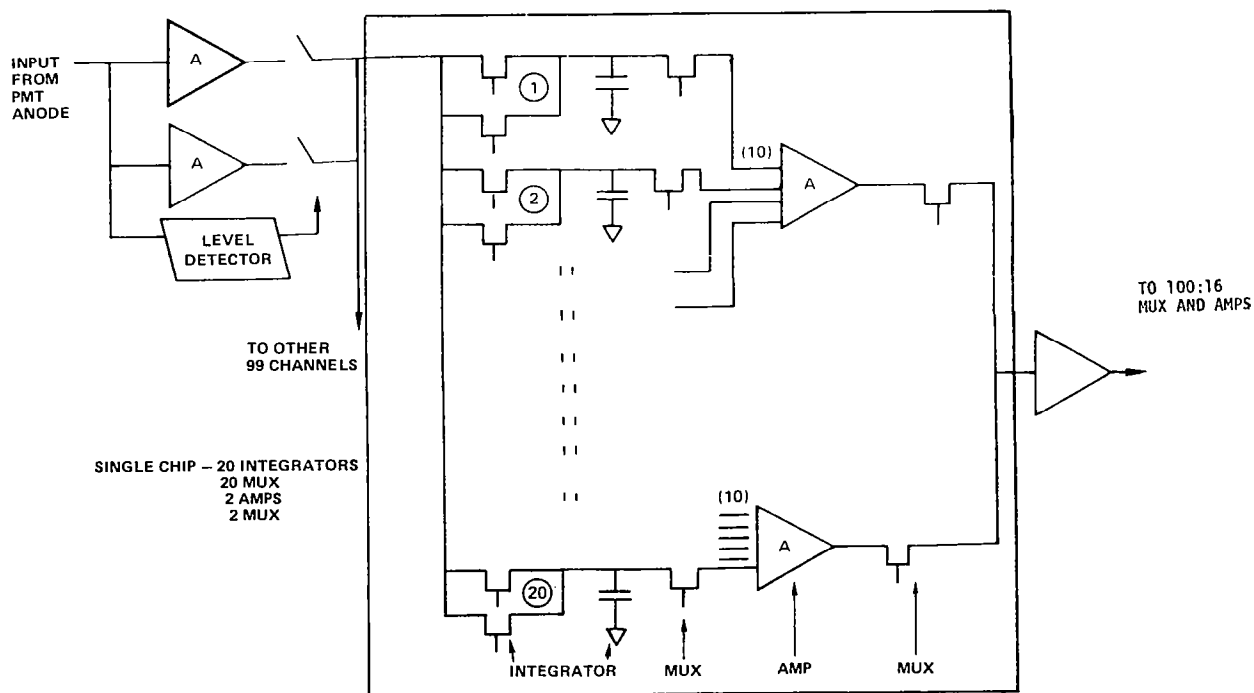 INPUT
FROM
PMT
ANODE
A
A
LEVEL
DETECTOR
TO OTHER
99 CHANNELS
SINGLE CHIP – 20 INTEGRATORS
20 MUX
2 AMPS
2 MUX
1
2
20
(10)
A
(10)
A
INTEGRATOR
MUX
AMP
MUX
TO 100:16
MUX AND AMPS